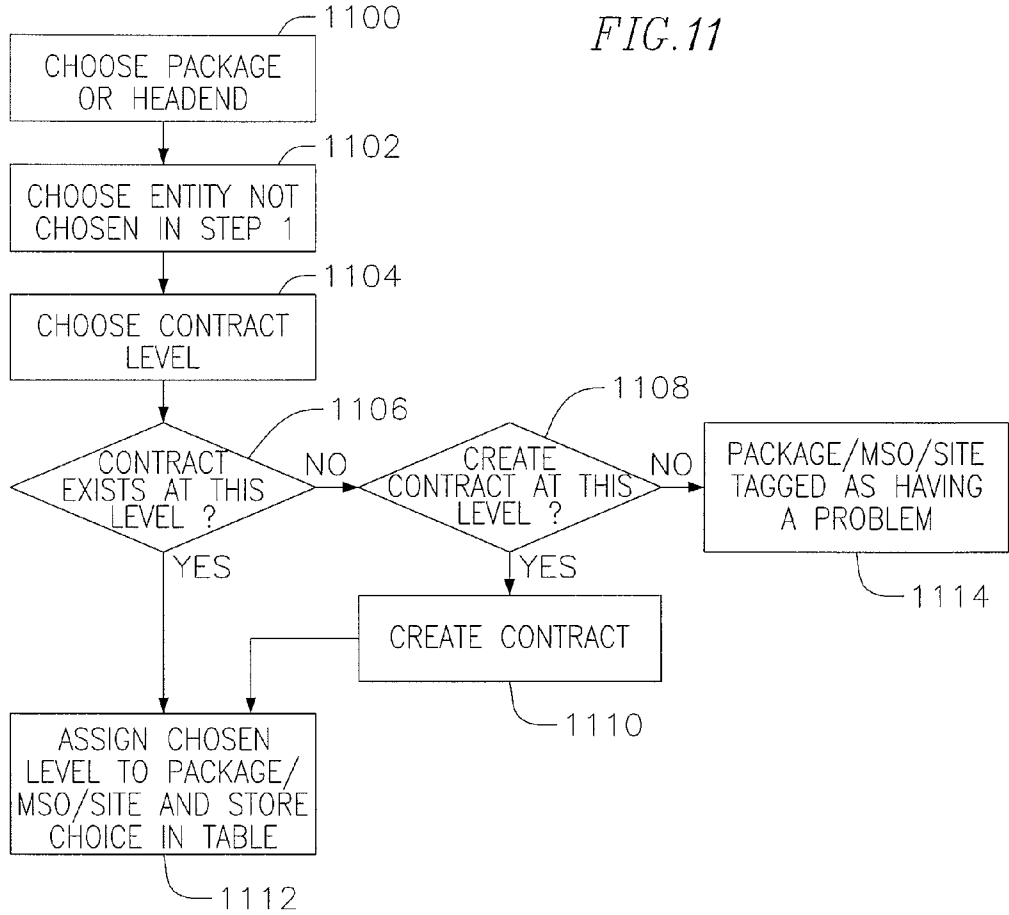 1100
FIG.11
CHOOSE PACKAGE
OR HEADEND
1102
CHOOSE ENTITY NOT
CHOSEN IN STEP 1
1104
CHOOSE CONTRACT
LEVEL
1106
CONTRACT
EXISTS AT THIS
LEVEL ?
NO
YES
1108
CREATE
CONTRACT AT THIS
LEVEL ?
NO
YES
PACKAGE/MSO/SITE
TAGGED AS HAVING
A PROBLEM
1114
CREATE CONTRACT
1110
ASSIGN CHOSEN
LEVEL TO PACKAGE/
MSO/SITE AND STORE
CHOICE IN TABLE
1112